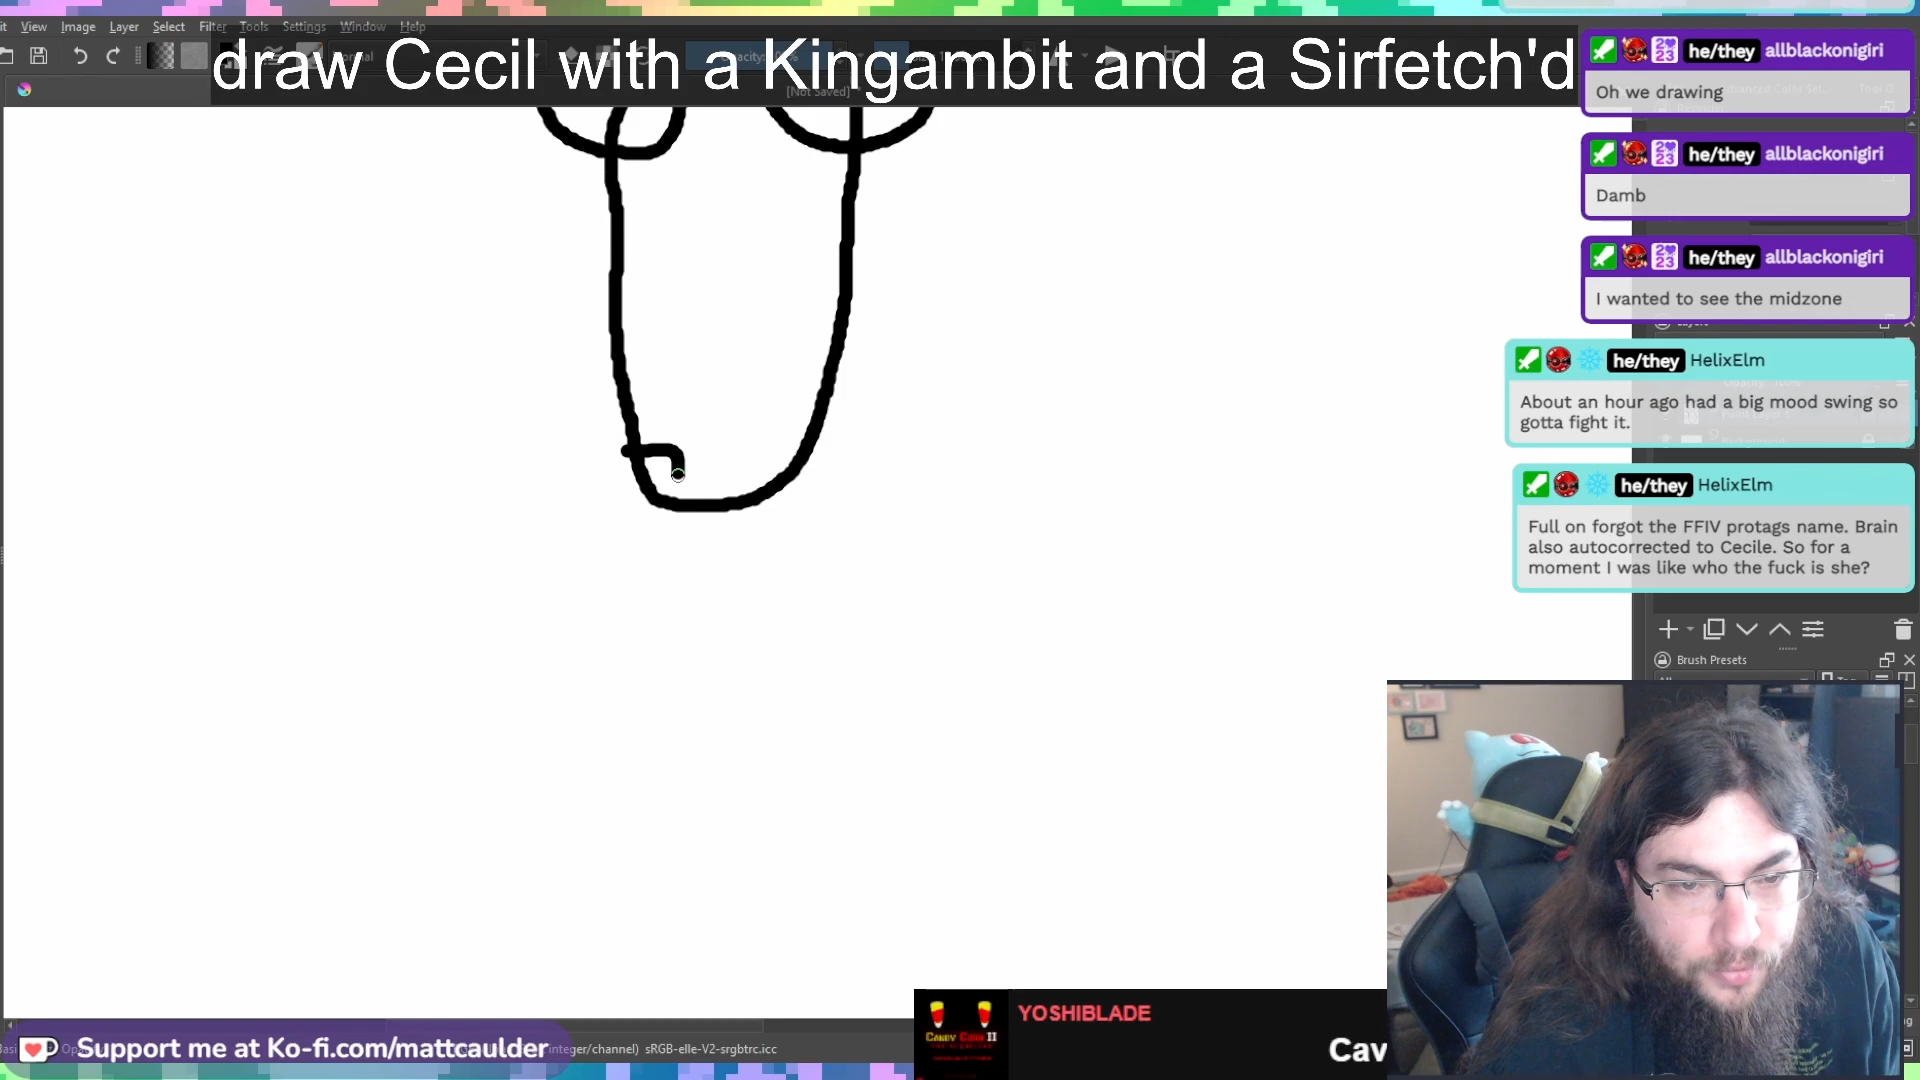 View Image Layer Select Filter Tools Settings Window Help
draw Cecil with a Kingambit and a Sirfetch'd
[Not Saved]
he/they allblackonigiri
Oh we drawing
he/they allblackonigiri
Damb
he/they allblackonigiri
I wanted to see the midzone
he/they HelixElm
About an hour ago had a big mood swing so
gotta fight it.
he/they HelixElm
Full on forgot the FFIV protags name. Brain
also autocorrected to Cecile. So for a
moment I was like who the fuck is she?
Brush Presets
YOSHIBLADE
Cav
Support me at Ko-fi.com/mattcaulder
integer/channel) sRGB-elle-V2-srgbtrc.icc